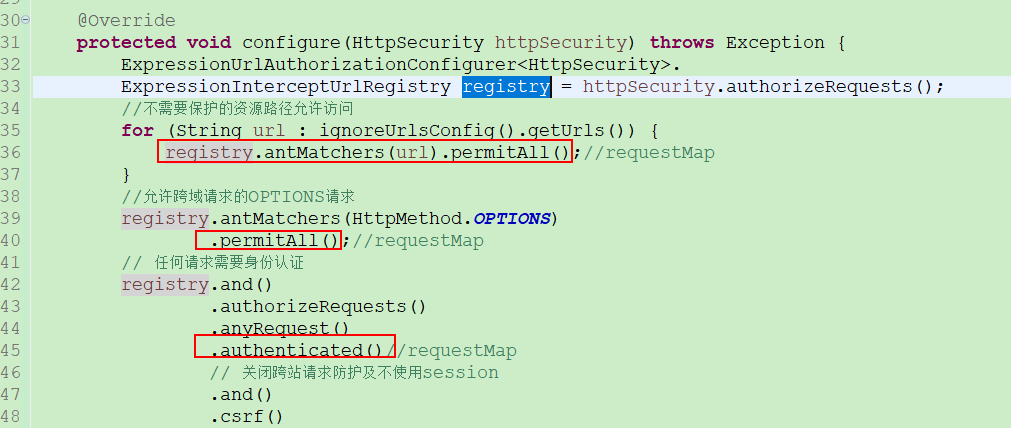 30 @Override
31 protected void configure(HttpSecurity httpSecurity) throws Exception {
32 ExpressionUrlAuthorizationConfigurer<HttpSecurity>.
33 ExpressionInterceptUrlRegistry registry = httpSecurity.authorizeRequests();
34 //不需要保护的资源路径允许访问
35 for (String url : ignoreUrlsConfig().getUrls()) {
36 registry.antMatchers(url).permitAll();//requestMap
37 }
38 //允许跨域请求的OPTIONS请求
39 registry.antMatchers(HttpMethod.OPTIONS)
40 .permitAll();//requestMap
41 // 任何请求需要身份认证
42 registry.and()
43 .authorizeRequests()
44 .anyRequest()
45 .authenticated()//requestMap
46 // 关闭跨站请求防护及不使用session
47 .and()
48 .csrf()